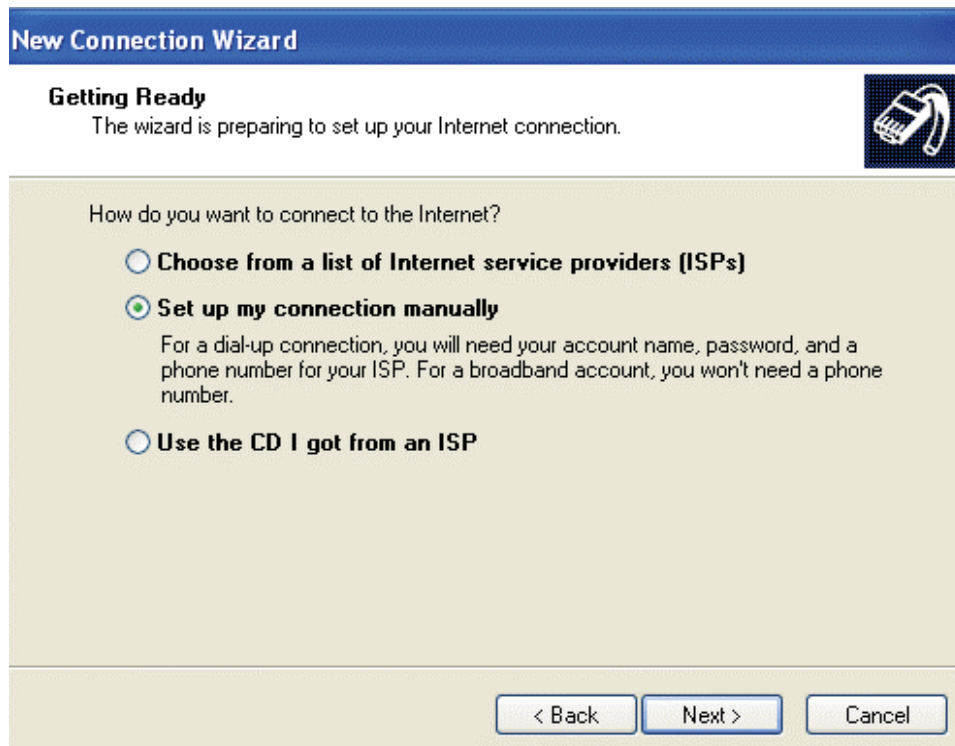 New Connection Wizard
Getting Ready
The wizard is preparing to set up your Internet connection.
How do you want to connect to the Internet?
Choose from a list of Internet service providers (ISPs)
Set up my connection manually
For a dial-up connection, you will need your account name, password, and a
phone number for your ISP. For a broadband account, you won't need a phone
number.
Use the CD I got from an ISP
< Back Next > Cancel